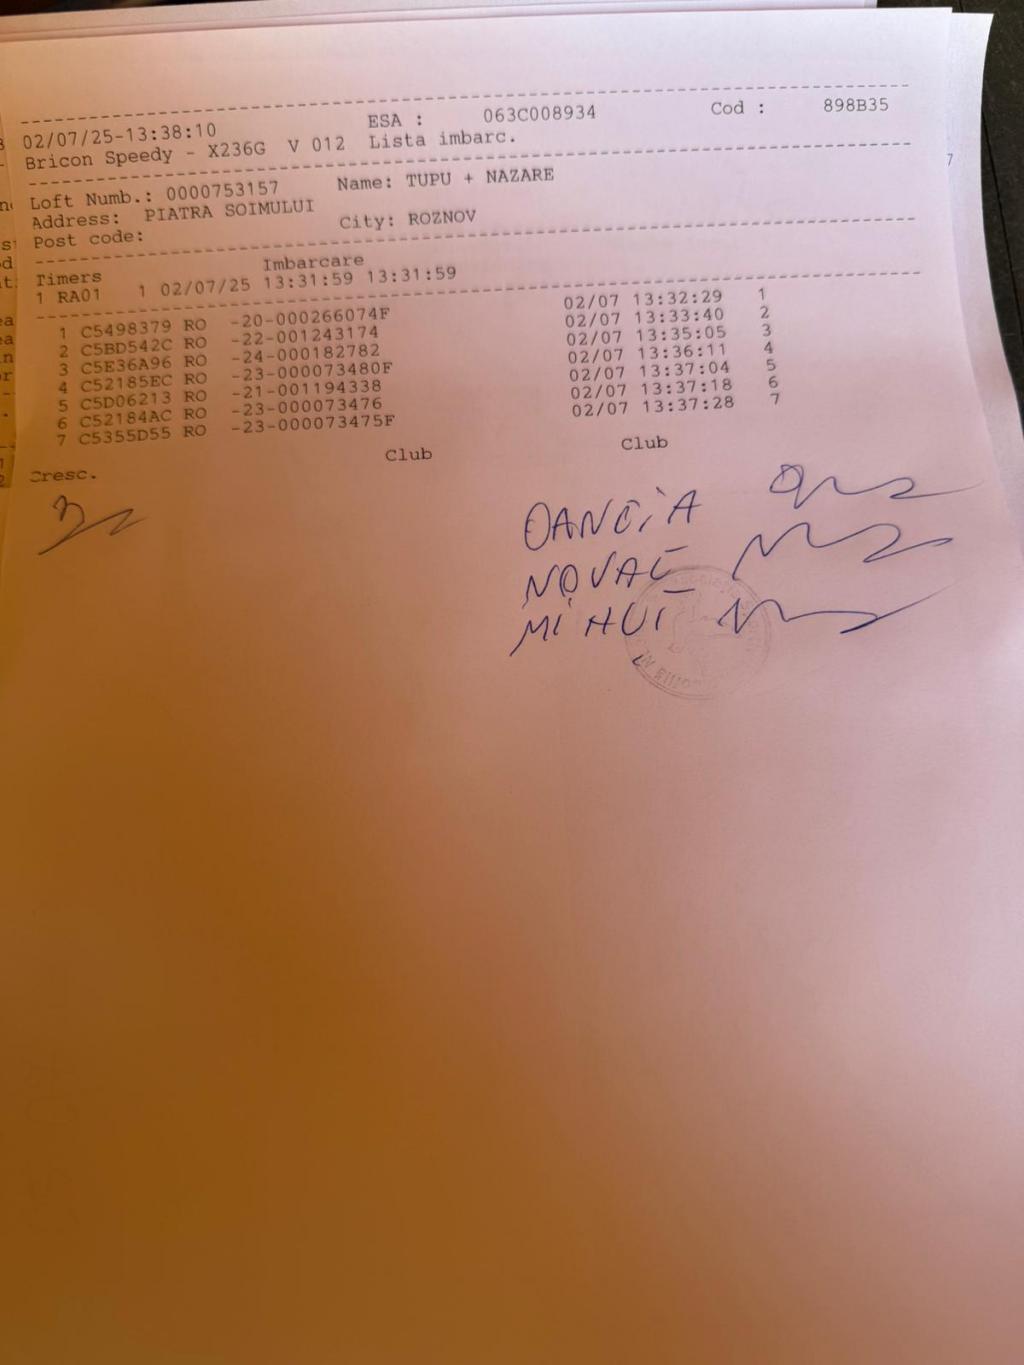 02/07/25-13:38:10 ESA : 063C008934 Cod : 898B35
Bricon Speedy - X236G V 012 Lista imbarc.
Loft Numb.: 0000753157 Name: TUPU + NAZARE
Address: PIATRA SOIMULUI
Post code: City: ROZNOV
Timers Imbarcare
1 RA01 1 02/07/25 13:31:59 13:31:59
1 C5498379 RO -20-000266074F 02/07 13:32:29 1
2 C5BD542C RO -22-001243174 02/07 13:33:40 2
3 C5E36A96 RO -24-000182782 02/07 13:35:05 3
4 C52185EC RO -23-000073480F 02/07 13:36:11 4
5 C5D06213 RO -21-001194338 02/07 13:37:04 5
6 C52184AC RO -23-000073476 02/07 13:37:18 6
7 C5355D55 RO -23-000073475F 02/07 13:37:28 7
Cresc. Club Club
OANCIA
NOVAC
MIHUT